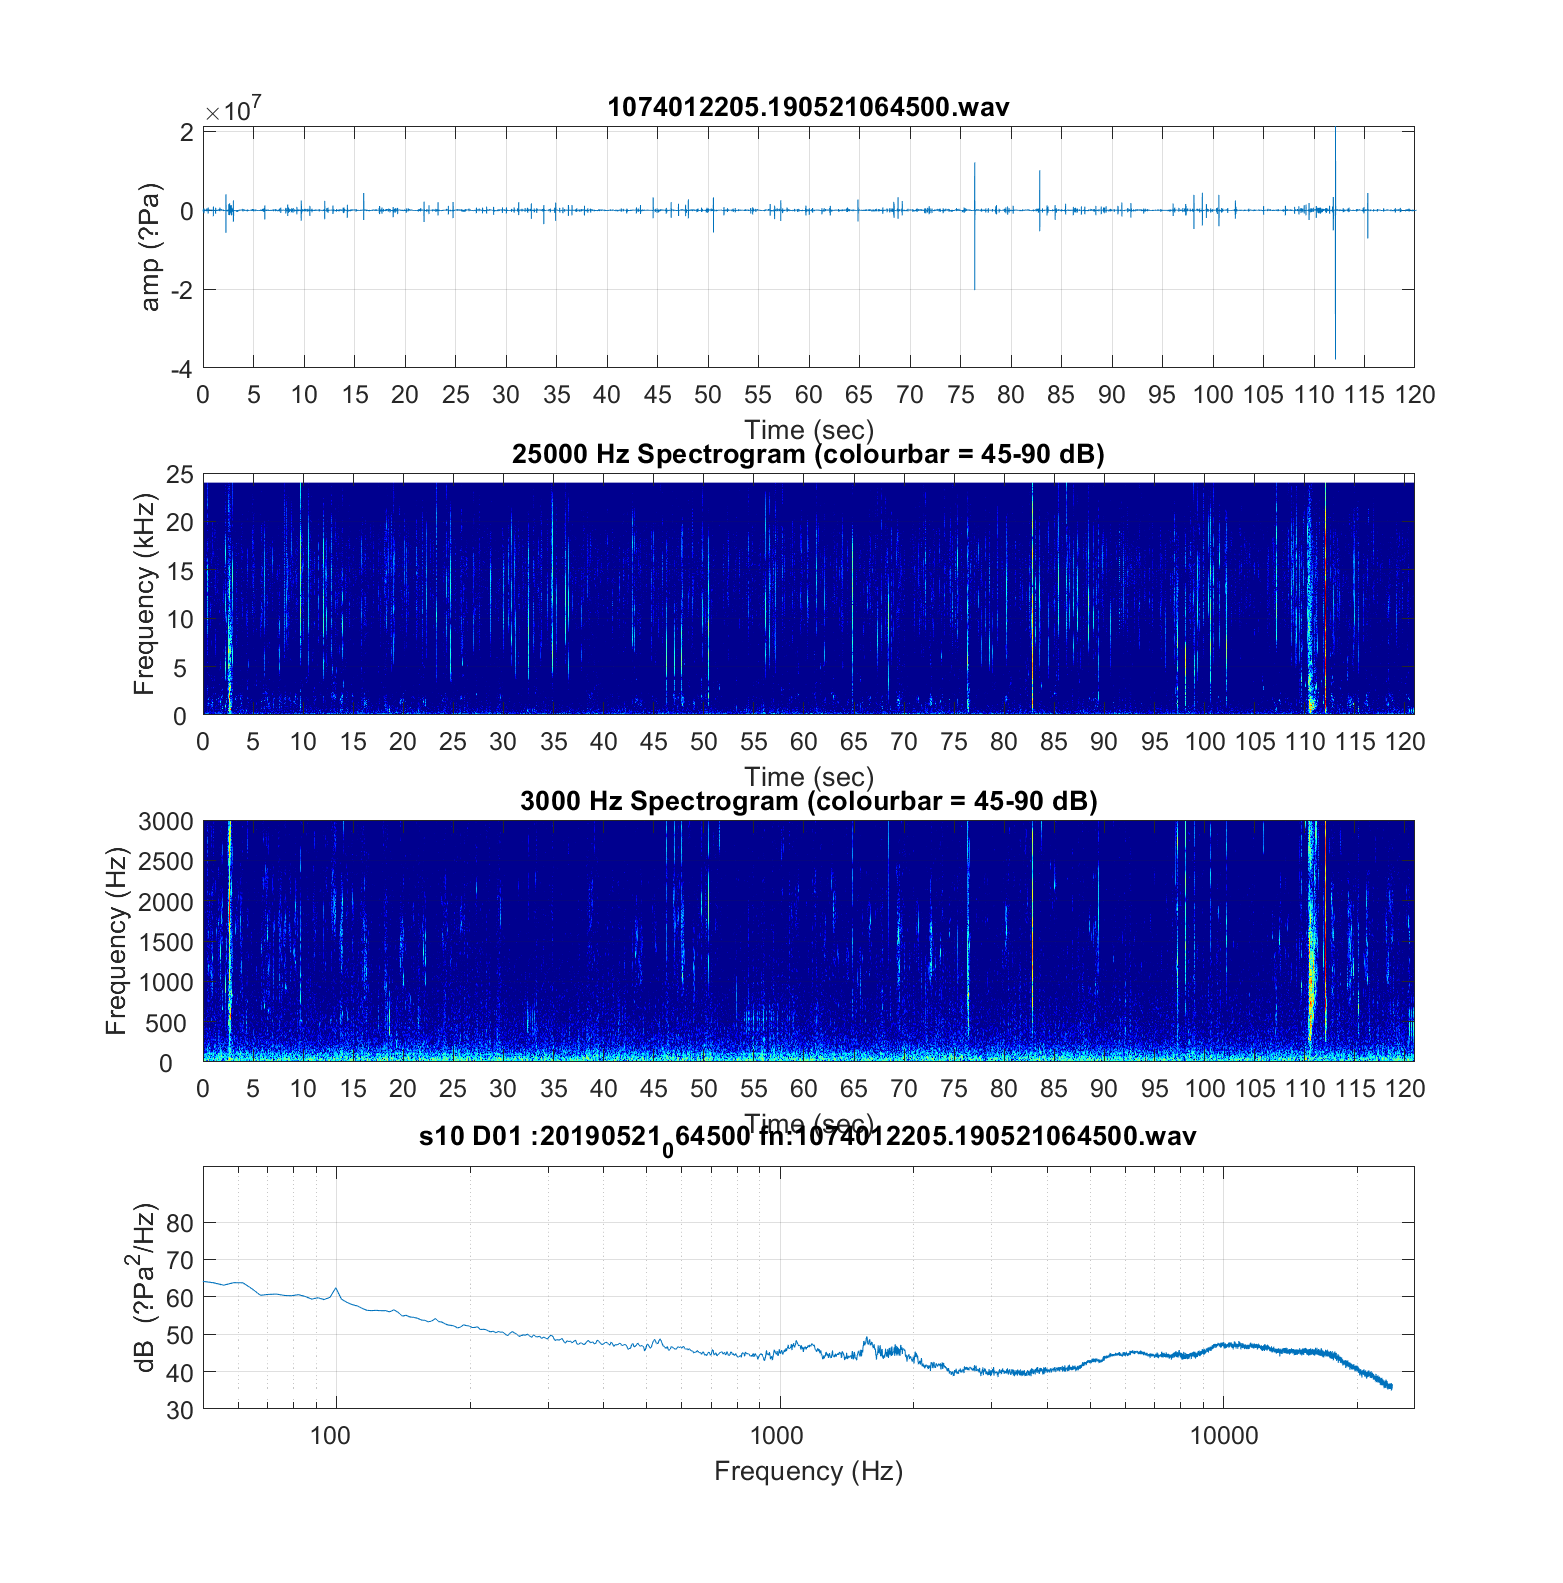 ×10⁷
1074012205.190521064500.wav
2
0
-2
-4
amp (?Pa)
0 5 10 15 20 25 30 35 40 45 50 55 60 65 70 75 80 85 90 95 100 105 110 115 120
Time (sec)
25000 Hz Spectrogram (colourbar = 45-90 dB)
25
20
15
10
5
0
Frequency (kHz)
0 5 10 15 20 25 30 35 40 45 50 55 60 65 70 75 80 85 90 95 100 105 110 115 120
Time (sec)
3000 Hz Spectrogram (colourbar = 45-90 dB)
3000
2500
2000
1500
1000
500
0
Frequency (Hz)
0 5 10 15 20 25 30 35 40 45 50 55 60 65 70 75 80 85 90 95 100 105 110 115 120
Time (sec)
s10 D01 :20190521₀64500 fn:1074012205.190521064500.wav
80
70
60
50
40
30
dB (?Pa²/Hz)
100 1000 10000
Frequency (Hz)